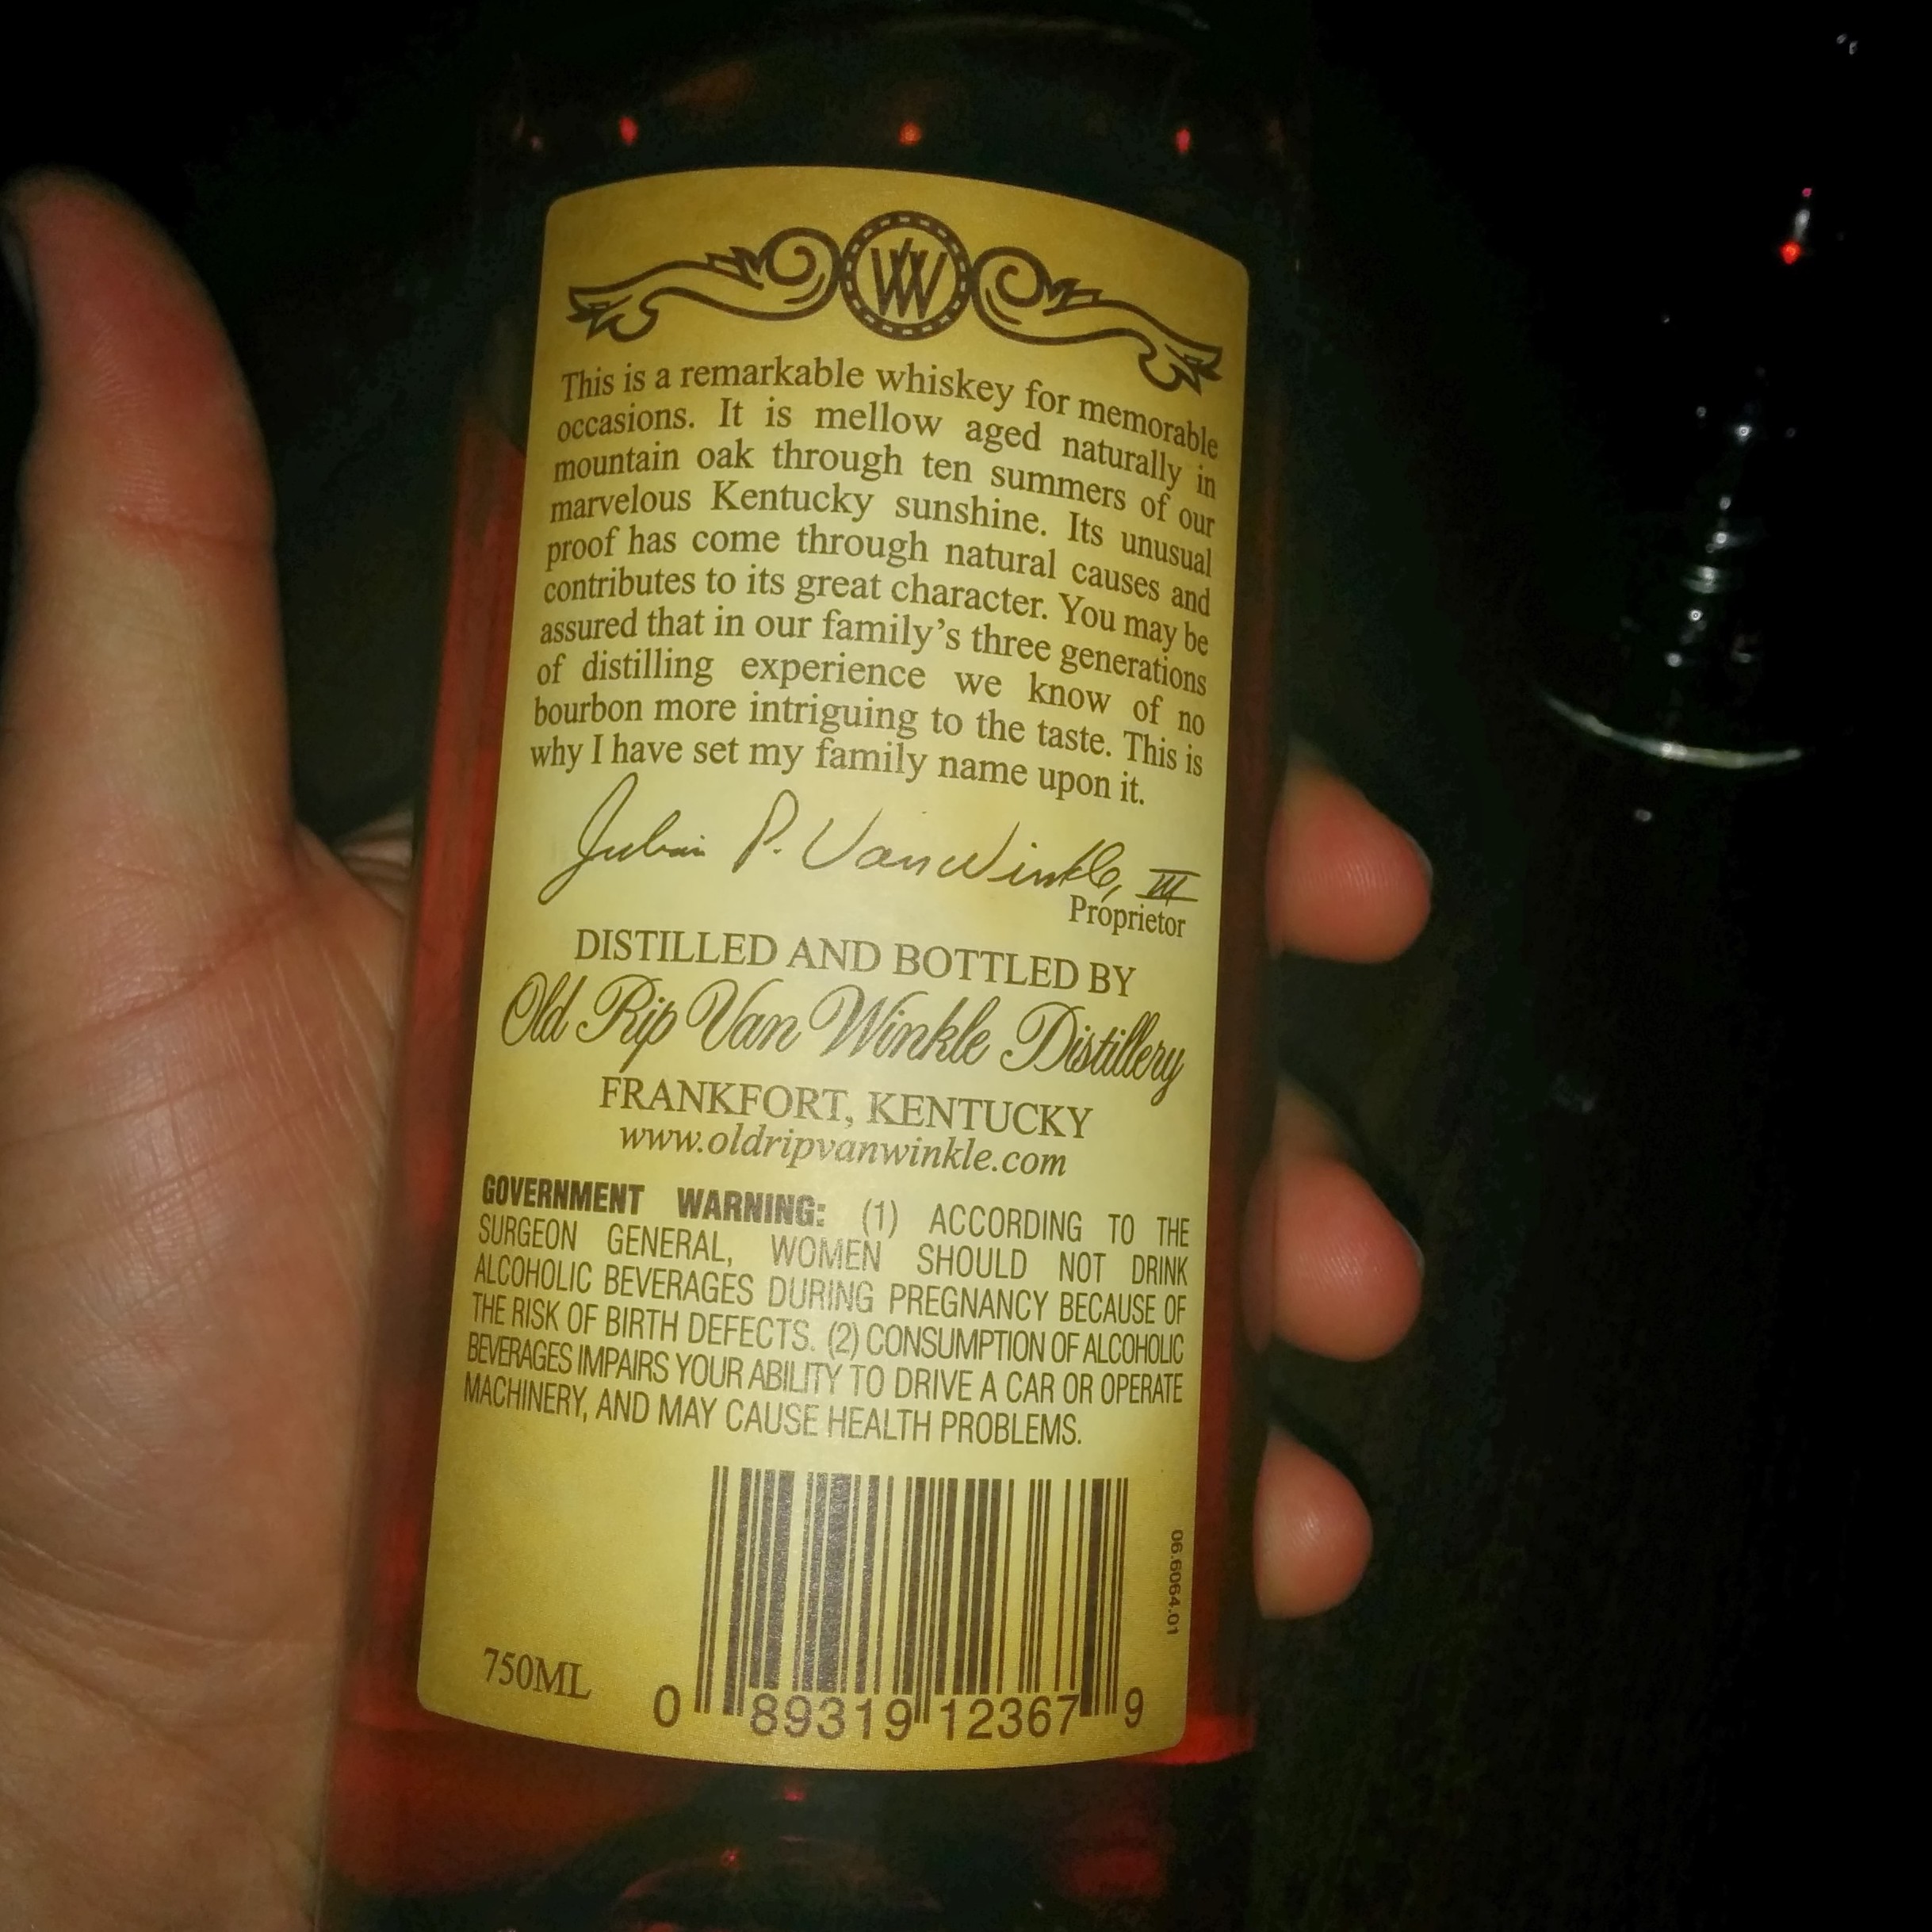 VW
This is a remarkable whiskey for memorable
occasions. It is mellow aged naturally in
mountain oak through ten summers of our
marvelous Kentucky sunshine. Its unusual
proof has come through natural causes and
contributes to its great character. You may be
assured that in our family's three generations
of distilling experience we know of no
bourbon more intriguing to the taste. This is
why I have set my family name upon it.
Julian P. Van Winkle, III
Proprietor
DISTILLED AND BOTTLED BY
Old Rip Van Winkle Distillery
FRANKFORT, KENTUCKY
www.oldripvanwinkle.com
GOVERNMENT WARNING: (1) ACCORDING TO THE
SURGEON GENERAL, WOMEN SHOULD NOT DRINK
ALCOHOLIC BEVERAGES DURING PREGNANCY BECAUSE OF
THE RISK OF BIRTH DEFECTS. (2) CONSUMPTION OF ALCOHOLIC
BEVERAGES IMPAIRS YOUR ABILITY TO DRIVE A CAR OR OPERATE
MACHINERY, AND MAY CAUSE HEALTH PROBLEMS.
06.6064.01
750ML
0 89319 12367 9